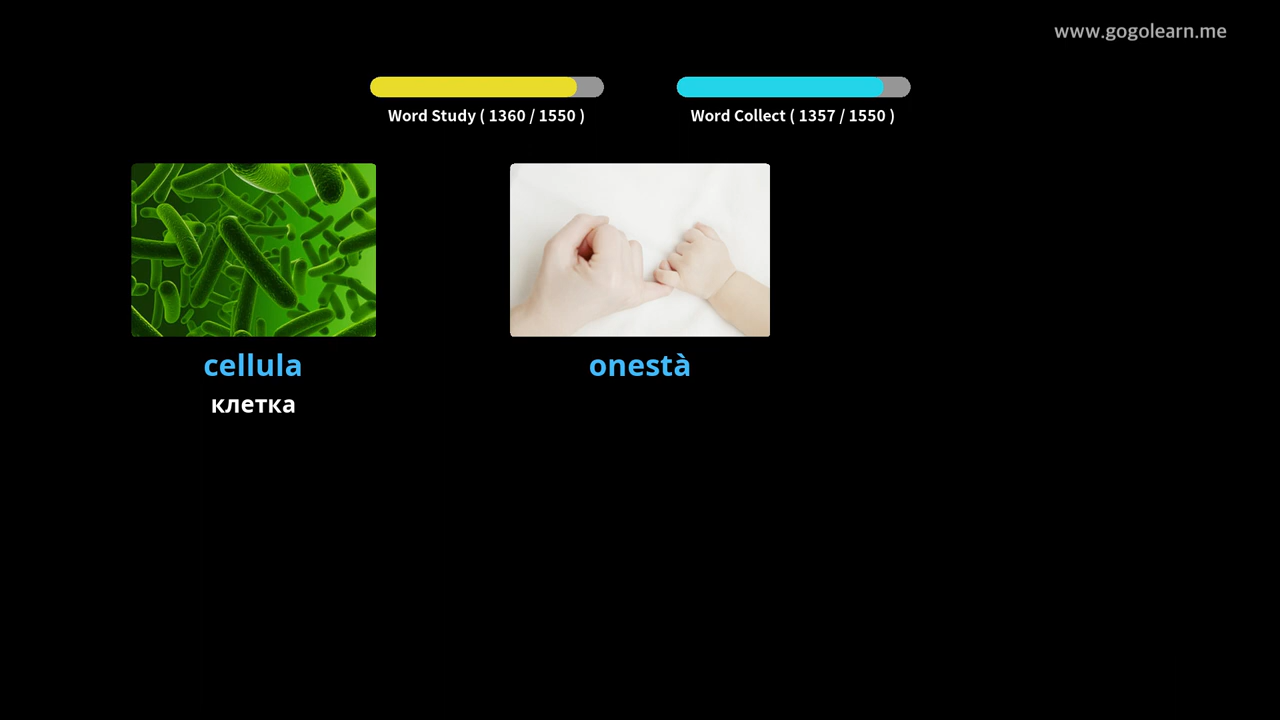 www.gogolearn.me
Word Study ( 1360 / 1550 )
Word Collect ( 1357 / 1550 )
cellula
клетка
onestà